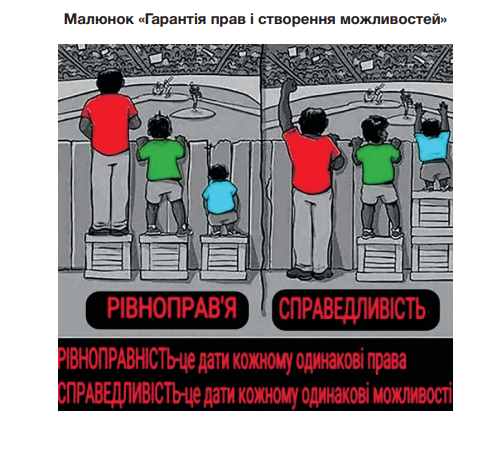 Малюнок «Гарантія прав і створення можливостей»
РІВНОПРАВ'Я
СПРАВЕДЛИВІСТЬ
РІВНОПРАВНІСТЬ-це дати кожному одинакові права
СПРАВЕДЛИВІСТЬ-це дати кожному одинакові можливості